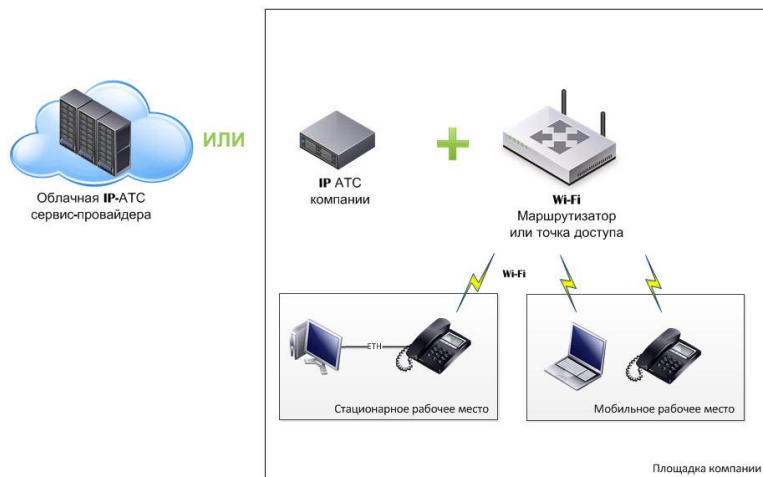 ИЛИ
Облачная IP-АТС
сервис-провайдера
IP АТС
компании
Wi-Fi
Маршрутизатор
или точка доступа
Wi-Fi
ETH
Стационарное рабочее место
Мобильное рабочее место
Площадка компании